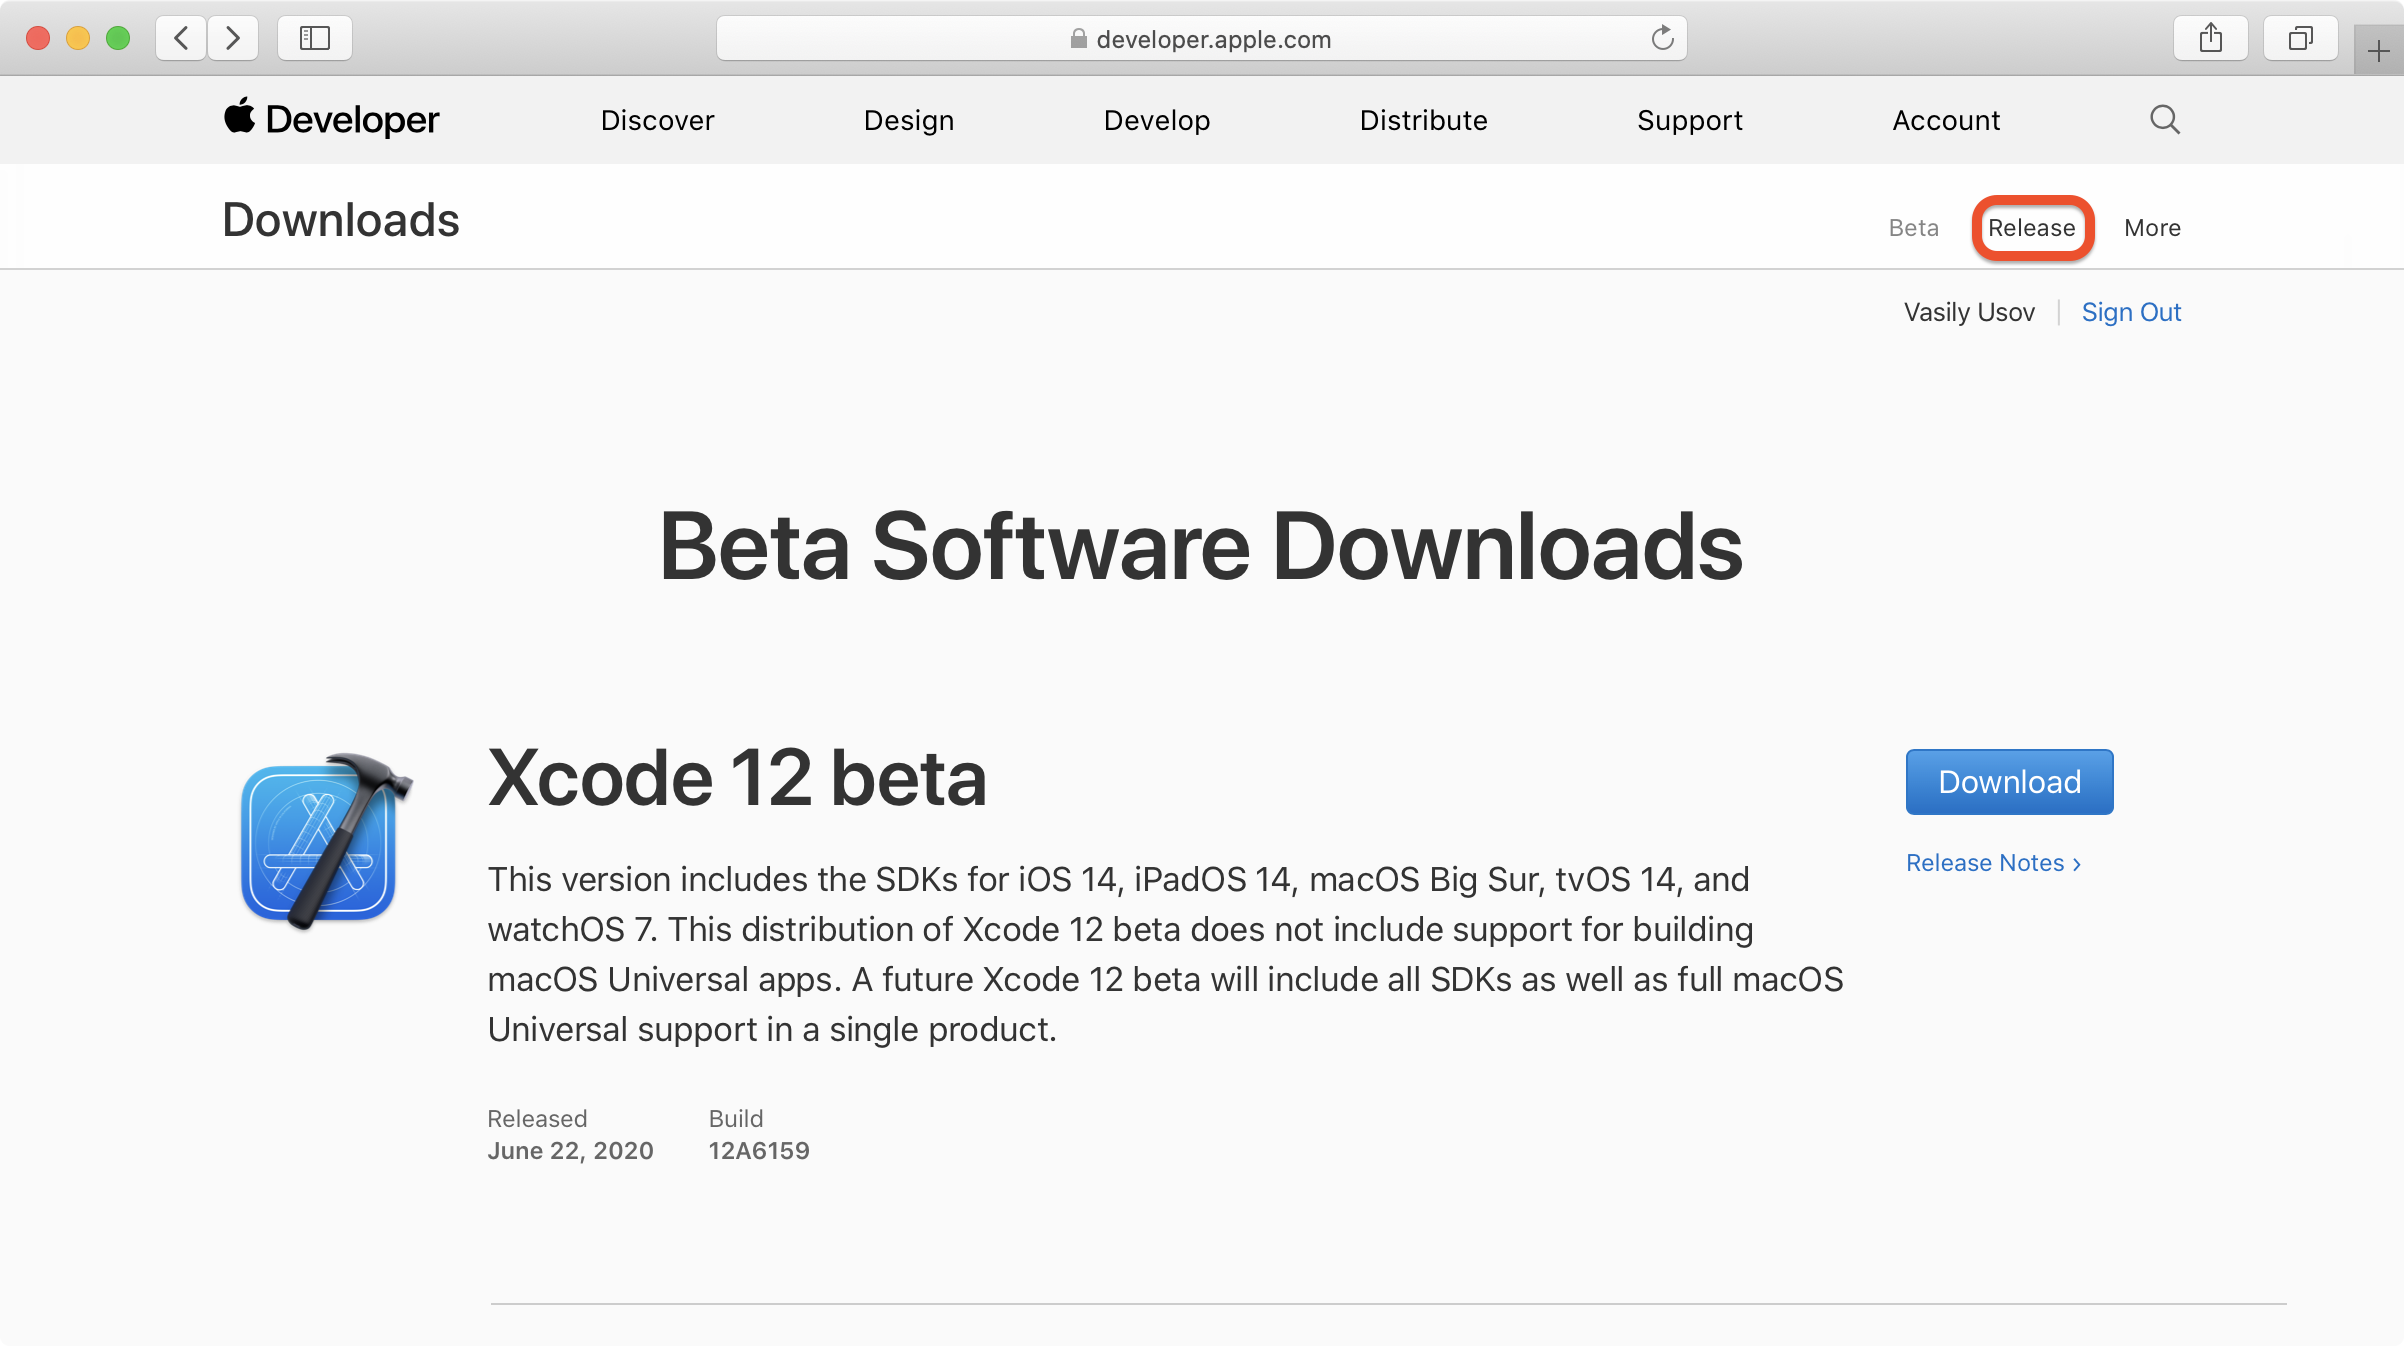 developer.apple.com
Developer
Discover
Design
Develop
Distribute
Support
Account
Downloads
Beta
Release
More
Vasily Usov
Sign Out
Beta Software Downloads
Xcode 12 beta
Download
This version includes the SDKs for iOS 14, iPadOS 14, macOS Big Sur, tvOS 14, and
watchOS 7. This distribution of Xcode 12 beta does not include support for building
macOS Universal apps. A future Xcode 12 beta will include all SDKs as well as full macOS
Universal support in a single product.
Release Notes ›
Released
June 22, 2020
Build
12A6159